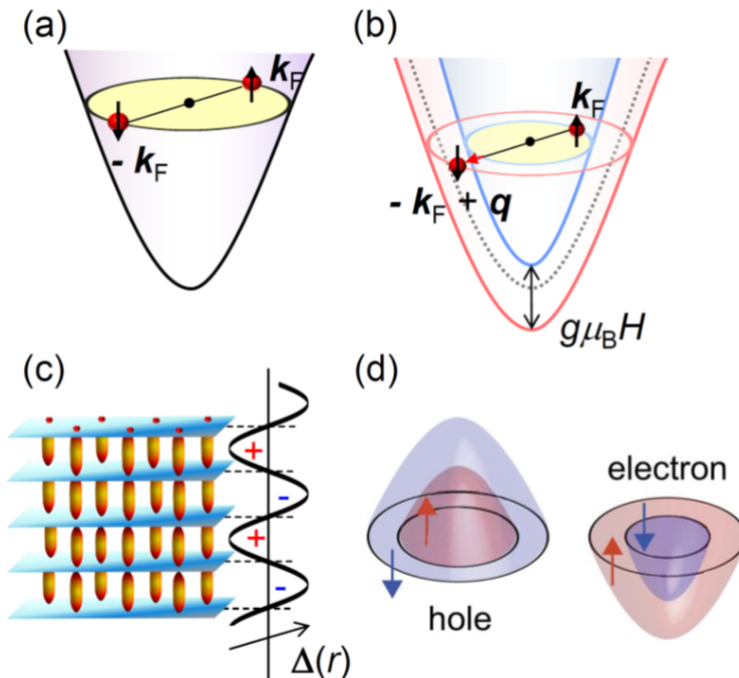 (a)
k_F
- k_F
(b)
k_F
- k_F + q
gμ_BH
(c)
+
-
+
-
Δ(r)
(d)
electron
hole